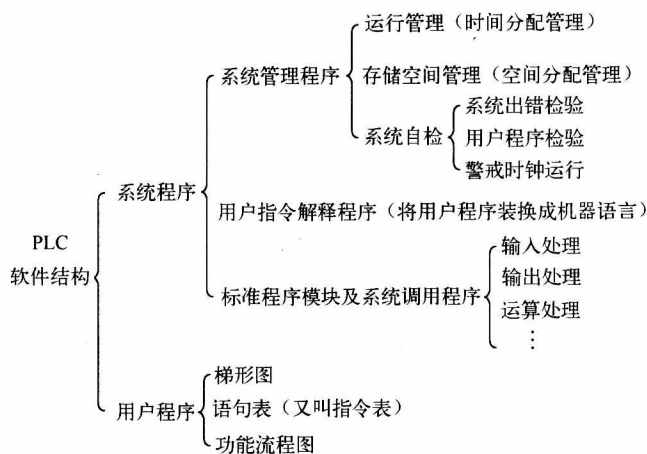 运行管理（时间分配管理）
系统管理程序
存储空间管理（空间分配管理）
系统出错检验
系统自检
用户程序检验
警戒时钟运行
系统程序
用户指令解释程序（将用户程序装换成机器语言）
PLC
软件结构
输入处理
输出处理
标准程序模块及系统调用程序
运算处理
⋮
梯形图
用户程序
语句表（又叫指令表）
功能流程图